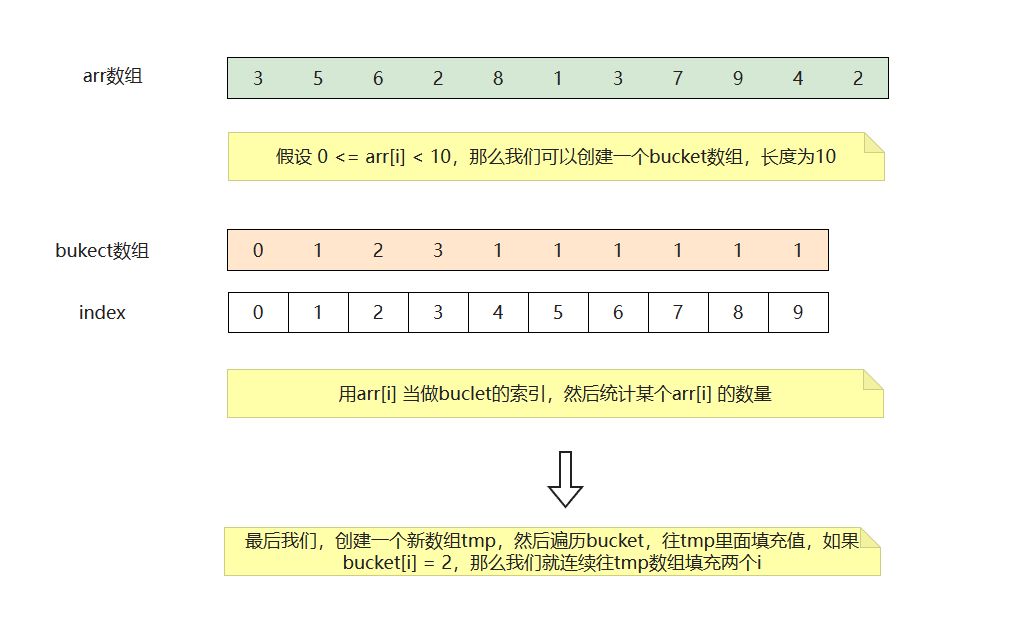 arr数组 3 5 6 2 8 1 3 7 9 4 2
假设 0 <= arr[i] < 10，那么我们可以创建一个bucket数组，长度为10
bukect数组 0 1 2 3 1 1 1 1 1 1
index 0 1 2 3 4 5 6 7 8 9
用arr[i] 当做buclet的索引，然后统计某个arr[i] 的数量
最后我们，创建一个新数组tmp，然后遍历bucket，往tmp里面填充值，如果
bucket[i] = 2，那么我们就连续往tmp数组填充两个i